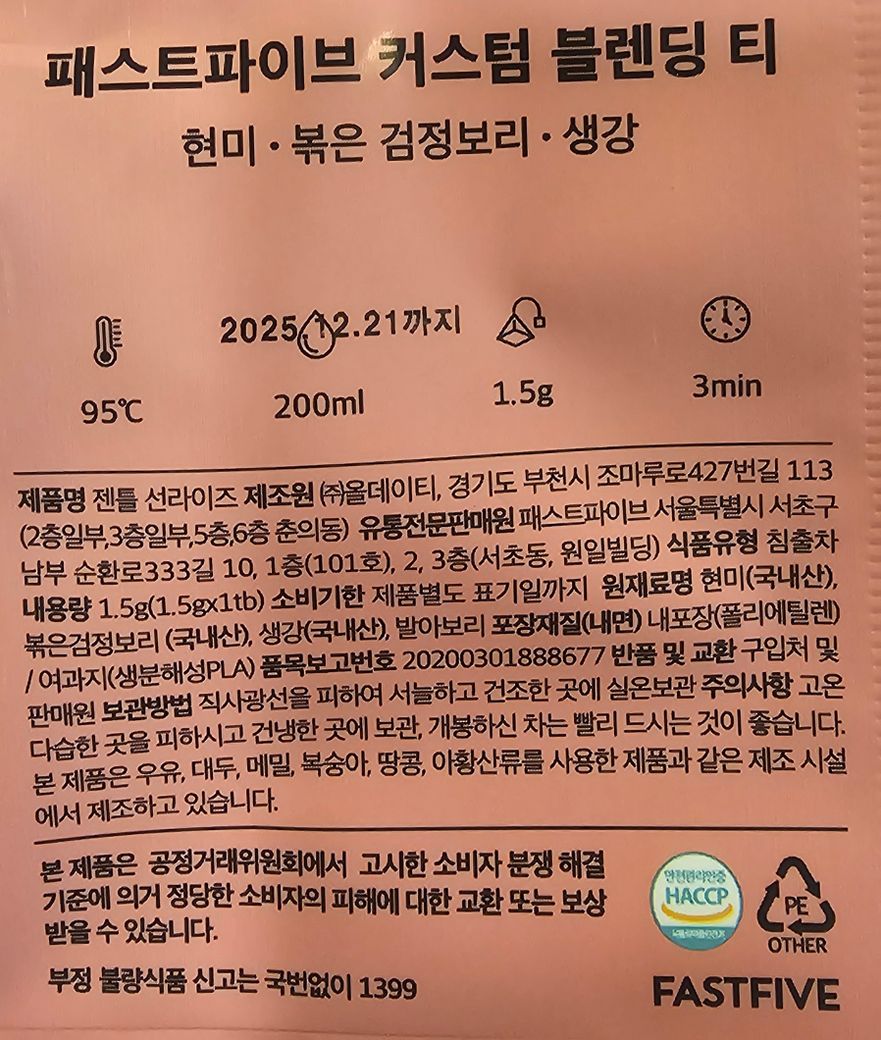 패스트파이브 커스텀 블렌딩 티
현미 · 볶은 검정보리 · 생강
2025.12.21까지
95℃
200ml
1.5g
3min
제품명 젠틀 선라이즈 제조원 ㈜올데이티, 경기도 부천시 조마루로427번길 113
(2층일부,3층일부,5층,6층 춘의동) 유통전문판매원 패스트파이브 서울특별시 서초구
남부 순환로333길 10, 1층(101호), 2, 3층(서초동, 원일빌딩) 식품유형 침출차
내용량 1.5g(1.5gx1tb) 소비기한 제품별도 표기일까지 원재료명 현미(국내산),
볶은검정보리 (국내산), 생강(국내산), 발아보리 포장재질(내면) 내포장(폴리에틸렌)
/ 여과지(생분해성PLA) 품목보고번호 20200301888677 반품 및 교환 구입처 및
판매원 보관방법 직사광선을 피하여 서늘하고 건조한 곳에 실온보관 주의사항 고온
다습한 곳을 피하시고 건냉한 곳에 보관, 개봉하신 차는 빨리 드시는 것이 좋습니다.
본 제품은 우유, 대두, 메밀, 복숭아, 땅콩, 아황산류를 사용한 제품과 같은 제조 시설
에서 제조하고 있습니다.
본 제품은 공정거래위원회에서 고시한 소비자 분쟁 해결
기준에 의거 정당한 소비자의 피해에 대한 교환 또는 보상
받을 수 있습니다.
부정 불량식품 신고는 국번없이 1399
안전관리인증
HACCP
PE
OTHER
FASTFIVE